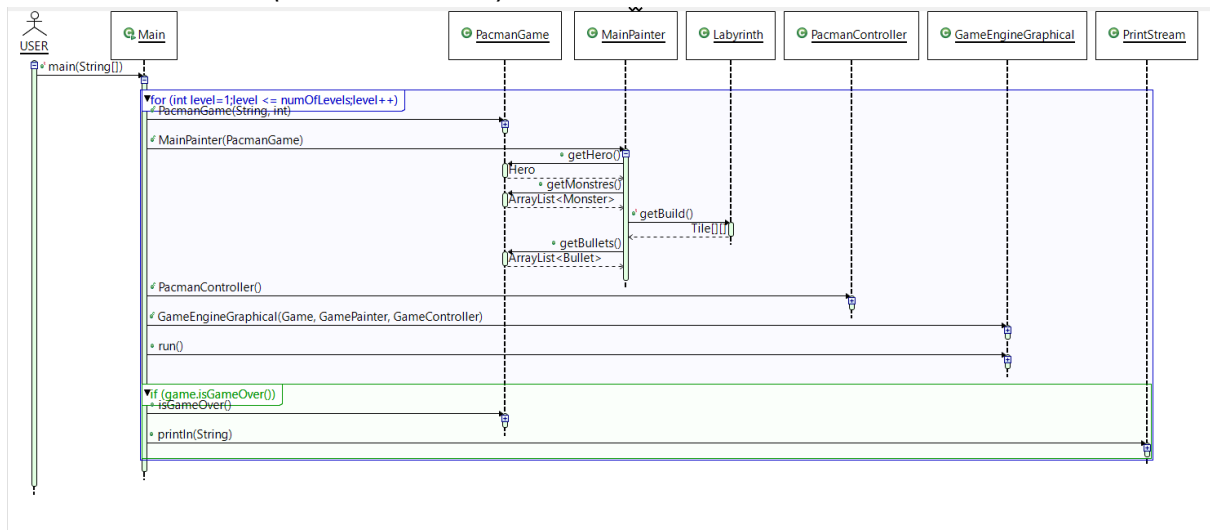 USER
Main
PacmanGame
MainPainter
Labyrinth
PacmanController
GameEngineGraphical
PrintStream
main(String[])
for (int level=1;level <= numOfLevels;level++)
PacmanGame(String, int)
MainPainter(PacmanGame)
getHero()
Hero
getMonstres()
ArrayList<Monster>
getBuild()
Tile[][]
getBullets()
ArrayList<Bullet>
PacmanController()
GameEngineGraphical(Game, GamePainter, GameController)
run()
if (game.isGameOver())
isGameOver()
println(String)